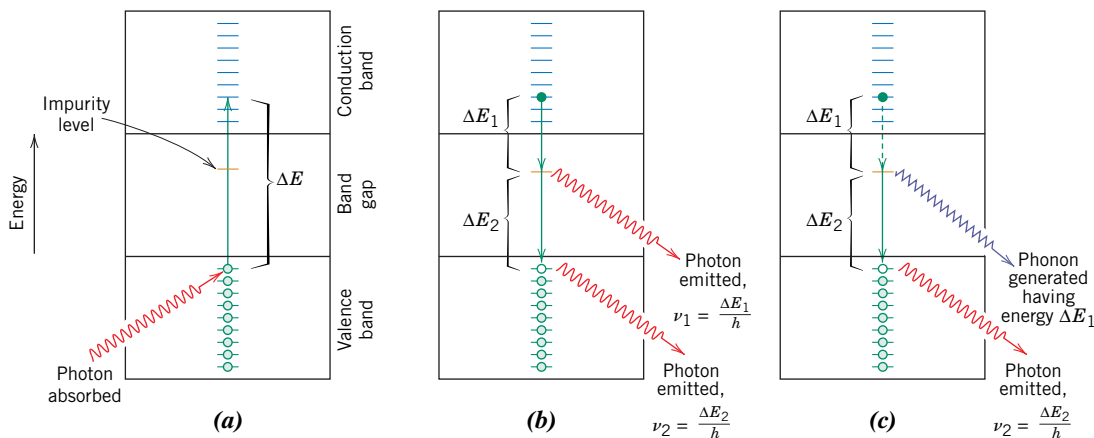 Energy
Impurity
level
Conduction
band
Band
gap
Valence
band
ΔE
Photon
absorbed
(a)
ΔE₁
ΔE₂
Photon
emitted,
ν₁ = ΔE₁/h
Photon
emitted,
ν₂ = ΔE₂/h
(b)
ΔE₁
ΔE₂
Phonon
generated
having
energy ΔE₁
Photon
emitted,
ν₂ = ΔE₂/h
(c)